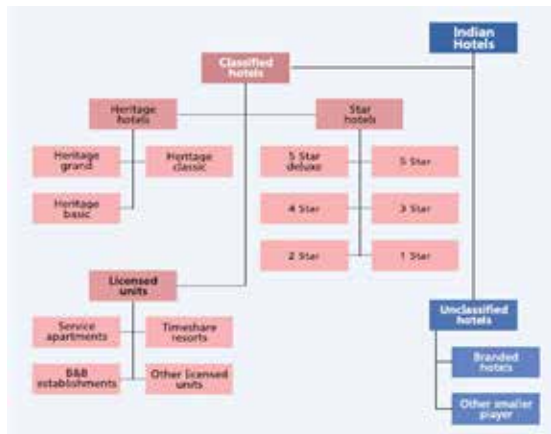 Indian
Hotels
Classified
hotels
Heritage
hotels
Star
hotels
Heritage
grand
Heritage
classic
5 Star
deluxe
5 Star
Heritage
basic
4 Star
3 Star
2 Star
1 Star
Licensed
units
Service
apartments
Timeshare
resorts
B&B
establishments
Other licensed
units
Unclassified
hotels
Branded
hotels
Other smaller
player